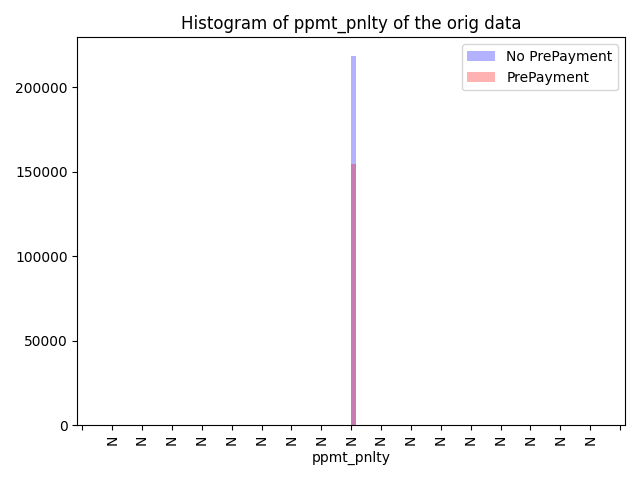 Histogram of ppmt_pnlty of the orig data
No PrePayment
PrePayment
200000
150000
100000
50000
0
N N N N N N N N N N N N N N N N N
ppmt_pnlty